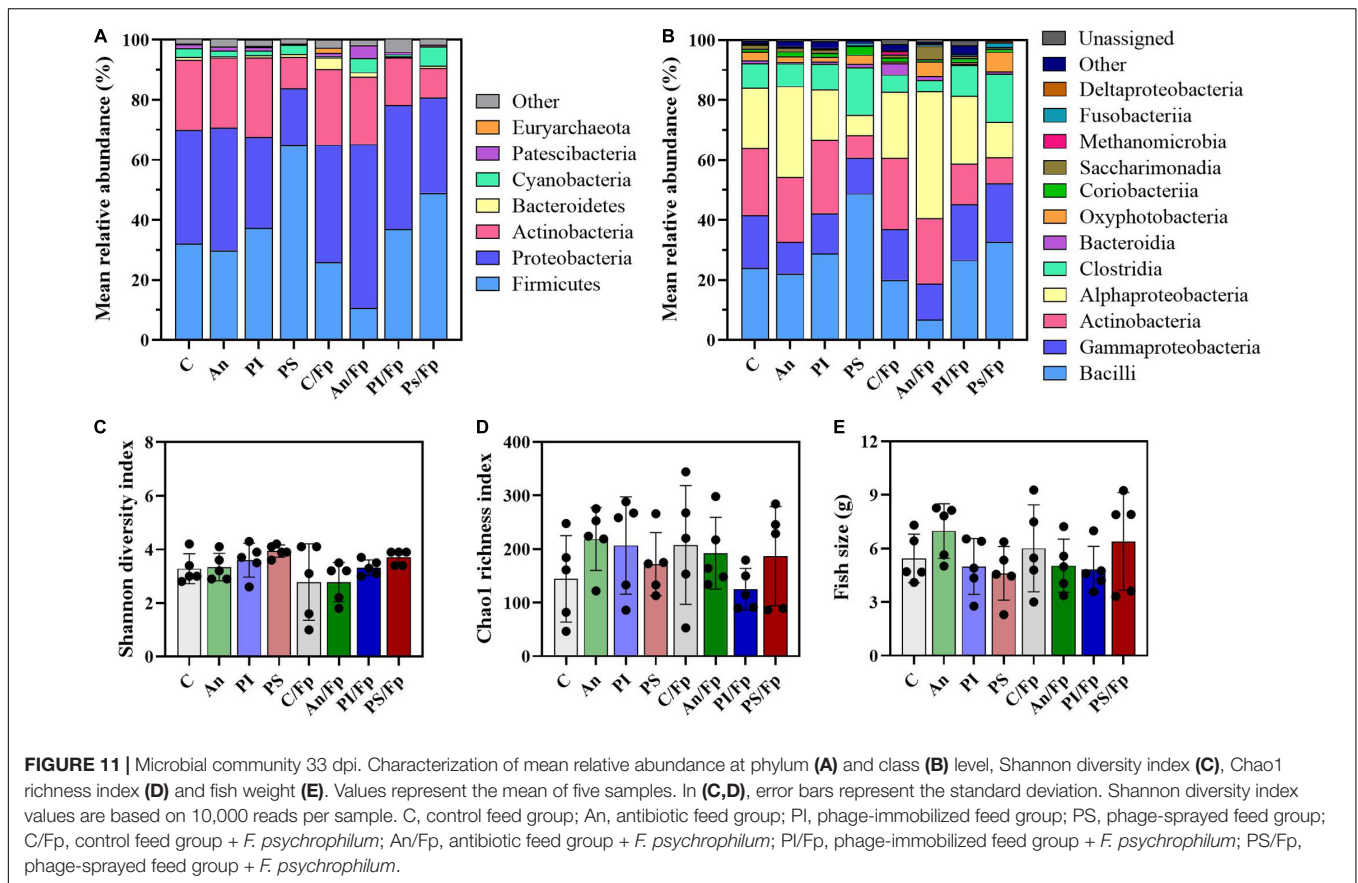 A
Mean relative abundance (%)
100
80
60
40
20
0
C
An
PI
PS
C/Fp
An/Fp
PI/Fp
Ps/Fp
Other
Euryarchaeota
Patescibacteria
Cyanobacteria
Bacteroidetes
Actinobacteria
Proteobacteria
Firmicutes
B
Mean relative abundance (%)
100
80
60
40
20
0
C
An
PI
PS
C/Fp
An/Fp
PI/Fp
Ps/Fp
Unassigned
Other
Deltaproteobacteria
Fusobacteriia
Methanomicrobia
Saccharimonadia
Coriobacteriia
Oxyphotobacteria
Bacteroidia
Clostridia
Alphaproteobacteria
Actinobacteria
Gammaproteobacteria
Bacilli
C
Shannon diversity index
8
6
4
2
0
C
An
PI
PS
C/Fp
An/Fp
PI/Fp
PS/Fp
D
Chao1 richness index
400
300
200
100
0
C
An
PI
PS
C/Fp
An/Fp
PI/Fp
PS/Fp
E
Fish size (g)
12
9
6
3
0
C
An
PI
PS
C/Fp
An/Fp
PI/Fp
PS/Fp
FIGURE 11 | Microbial community 33 dpi. Characterization of mean relative abundance at phylum (A) and class (B) level, Shannon diversity index (C), Chao1
richness index (D) and fish weight (E). Values represent the mean of five samples. In (C,D), error bars represent the standard deviation. Shannon diversity index
values are based on 10,000 reads per sample. C, control feed group; An, antibiotic feed group; PI, phage-immobilized feed group; PS, phage-sprayed feed group;
C/Fp, control feed group + F. psychrophilum; An/Fp, antibiotic feed group + F. psychrophilum; PI/Fp, phage-immobilized feed group + F. psychrophilum; PS/Fp,
phage-sprayed feed group + F. psychrophilum.